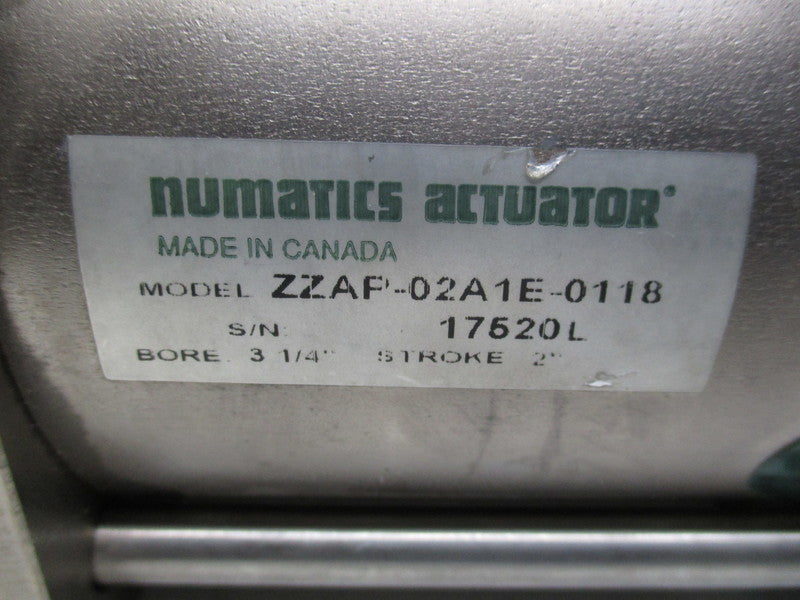 numatics actuator®
MADE IN CANADA
MODEL ZZAP-02A1E-0118
S/N: 17520L
BORE 3 1/4" STROKE 2"